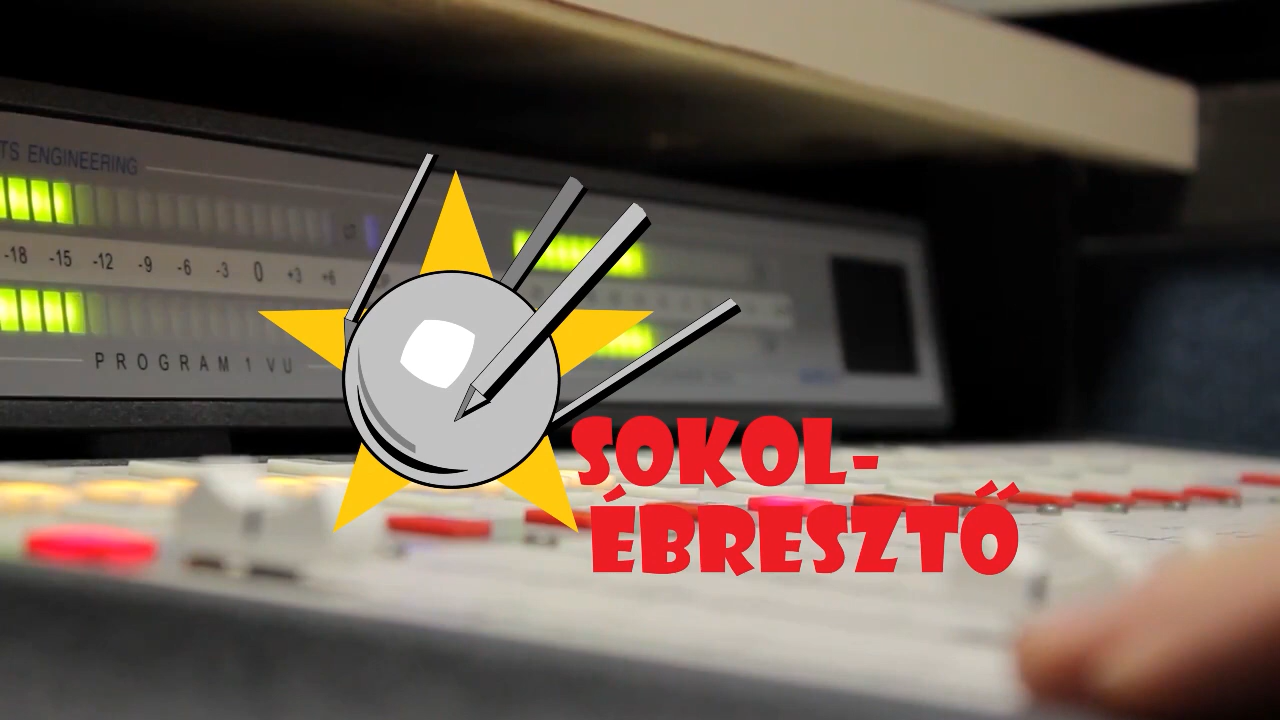 TS ENGINEERING
-18 -15 -12 -9 -6 -3 0 +3 +6
PROGRAM 1 VU
SOKOL-
ÉBRESZTŐ